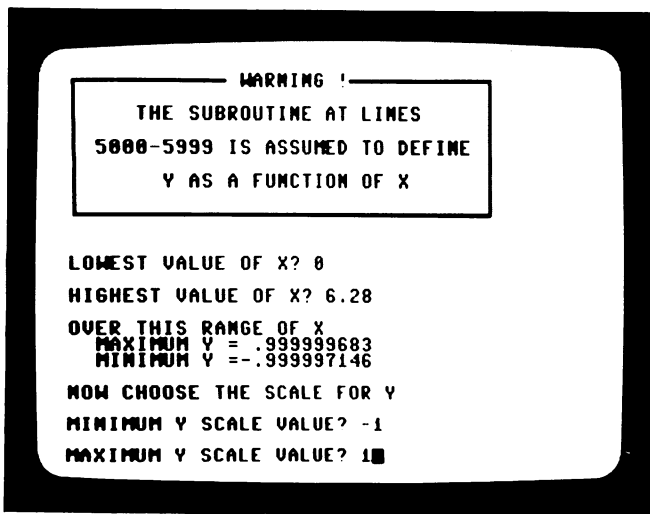 WARNING !
THE SUBROUTINE AT LINES
5000-5999 IS ASSUMED TO DEFINE
Y AS A FUNCTION OF X
LOWEST VALUE OF X? 0
HIGHEST VALUE OF X? 6.28
OVER THIS RANGE OF X
MAXIMUM Y = .999999683
MINIMUM Y =-.999997146
NOW CHOOSE THE SCALE FOR Y
MINIMUM Y SCALE VALUE? -1
MAXIMUM Y SCALE VALUE? 1